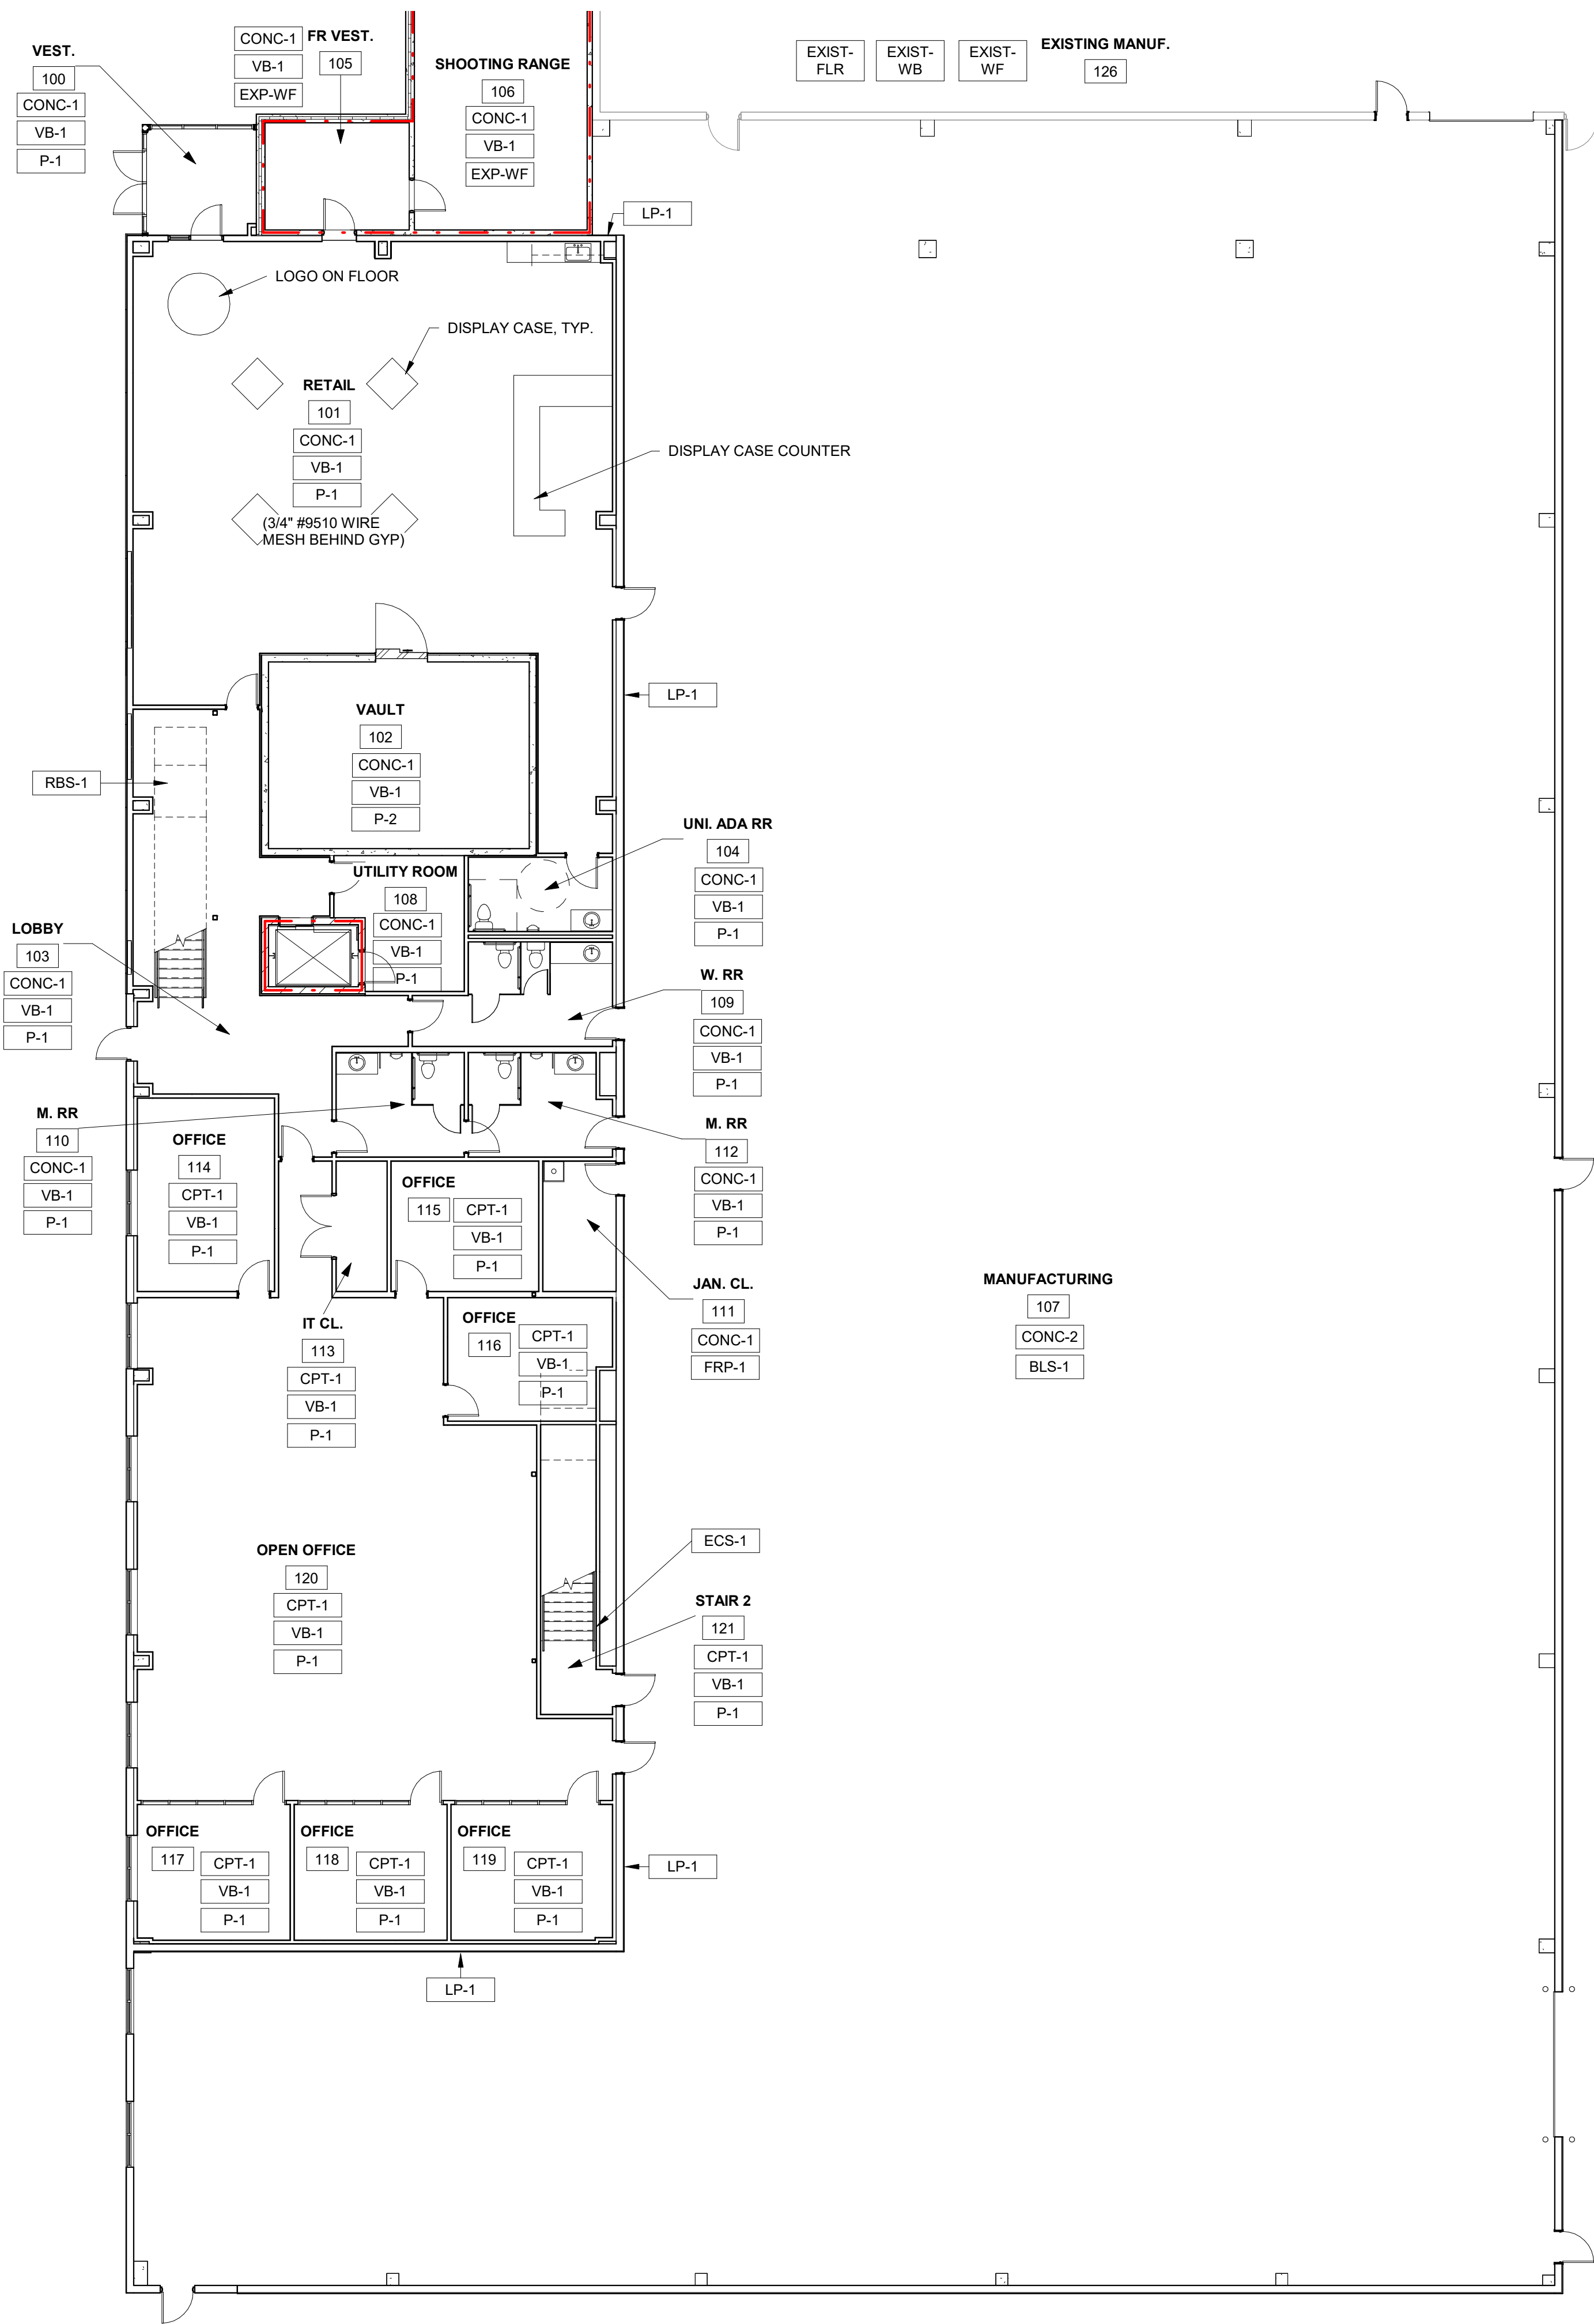 VEST.
100
CONC-1
VB-1
P-1
CONC-1
VB-1
EXP-WF
FR VEST.
105
SHOOTING RANGE
106
CONC-1
VB-1
EXP-WF
EXIST-
FLR
EXIST-
WB
EXIST-
WF
EXISTING MANUF.
126
LP-1
LOGO ON FLOOR
DISPLAY CASE, TYP.
RETAIL
101
CONC-1
VB-1
P-1
(3/4" #9510 WIRE
MESH BEHIND GYP)
DISPLAY CASE COUNTER
LP-1
VAULT
102
CONC-1
VB-1
P-2
RBS-1
UNI. ADA RR
104
CONC-1
VB-1
P-1
UTILITY ROOM
108
CONC-1
VB-1
P-1
LOBBY
103
CONC-1
VB-1
P-1
W. RR
109
CONC-1
VB-1
P-1
M. RR
110
CONC-1
VB-1
P-1
OFFICE
114
CPT-1
VB-1
P-1
OFFICE
115
CPT-1
VB-1
P-1
M. RR
112
CONC-1
VB-1
P-1
JAN. CL.
111
CONC-1
FRP-1
MANUFACTURING
107
CONC-2
BLS-1
IT CL.
113
CPT-1
VB-1
P-1
OFFICE
116
CPT-1
VB-1
P-1
OPEN OFFICE
120
CPT-1
VB-1
P-1
ECS-1
STAIR 2
121
CPT-1
VB-1
P-1
OFFICE
117
CPT-1
VB-1
P-1
OFFICE
118
CPT-1
VB-1
P-1
OFFICE
119
CPT-1
VB-1
P-1
LP-1
LP-1